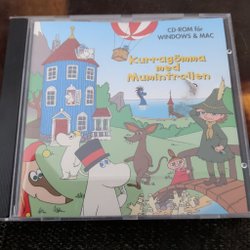 CD-ROM för
WINDOWS & MAC
Kurragömma
med
Mumintrollen